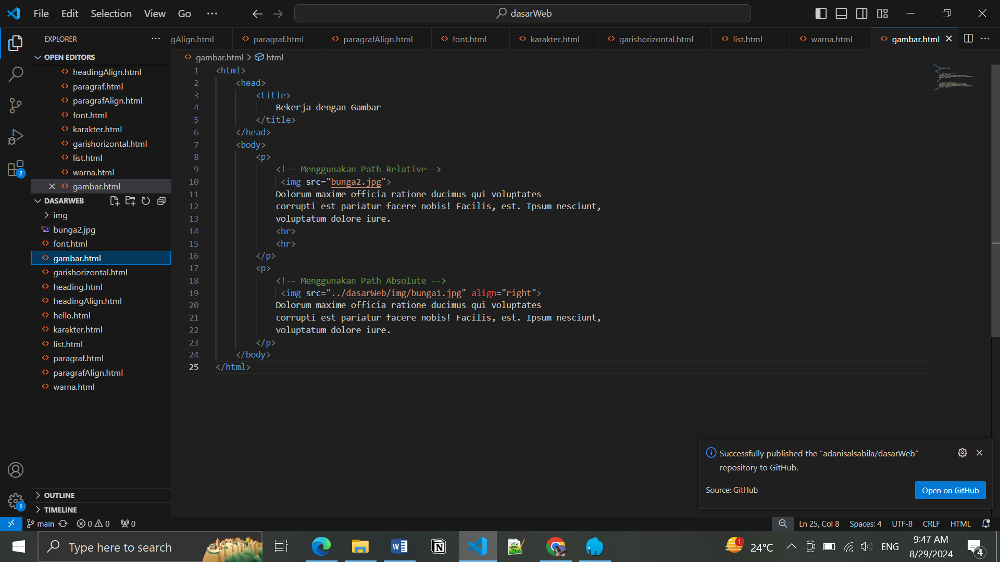 File Edit Selection View Go
dasarWeb
EXPLORER
gAlign.html paragraf.html paragrafAlign.html font.html karakter.html garishorizontal.html list.html warna.html gambar.html
OPEN EDITORS
headingAlign.html
paragraf.html
paragrafAlign.html
font.html
karakter.html
garishorizontal.html
list.html
warna.html
gambar.html
DASARWEB
img
bunga2.jpg
font.html
gambar.html
garishorizontal.html
heading.html
headingAlign.html
hello.html
karakter.html
list.html
paragraf.html
paragrafAlign.html
warna.html
OUTLINE
TIMELINE
2
1
gambar.html > html
1 <html>
2 <head>
3 <title>
4 Bekerja dengan Gambar
5 </title>
6 </head>
7 <body>
8 <p>
9 <!-- Menggunakan Path Relative-->
10 <img src="bunga2.jpg">
11 Dolorum maxime officia ratione ducimus qui voluptates
12 corrupti est pariatur facere nobis! Facilis, est. Ipsum nesciunt,
13 voluptatum dolore iure.
14 <br>
15 <hr>
16 </p>
17 <p>
18 <!-- Menggunakan Path Absolute -->
19 <img src="../dasarWeb/img/bunga1.jpg" align="right">
20 Dolorum maxime officia ratione ducimus qui voluptates
21 corrupti est pariatur facere nobis! Facilis, est. Ipsum nesciunt,
22 voluptatum dolore iure.
23 </p>
24 </body>
25 </html>
Successfully published the "adanisalsabila/dasarWeb"
repository to GitHub.
Source: GitHub
Open on GitHub
main 0 0 0
Ln 25, Col 8 Spaces: 4 UTF-8 CRLF HTML
Type here to search
1
24°C
ENG
9:47 AM
8/29/2024
4